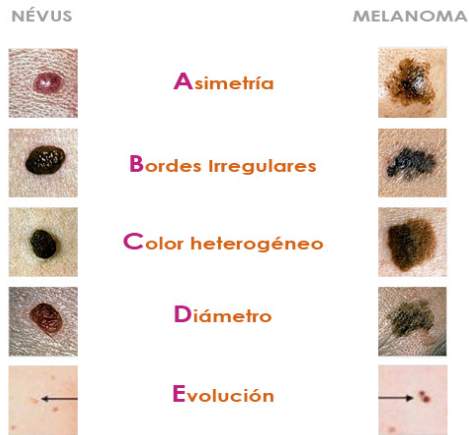 NÉVUS
MELANOMA
Asimetría
Bordes Irregulares
Color heterogéneo
Diámetro
Evolución